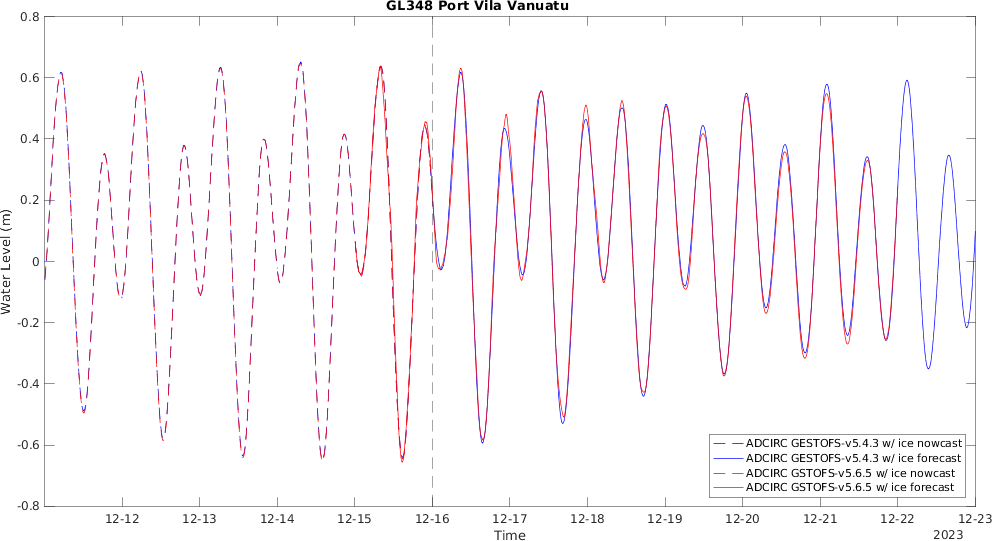 GL348 Port Vila Vanuatu
0.8
0.6
0.4
0.2
0
-0.2
-0.4
-0.6
-0.8
Water Level (m)
ADCIRC GESTOFS-v5.4.3 w/ ice nowcast
ADCIRC GESTOFS-v5.4.3 w/ ice forecast
ADCIRC GSTOFS-v5.6.5 w/ ice nowcast
ADCIRC GSTOFS-v5.6.5 w/ ice forecast
12-12 12-13 12-14 12-15 12-16 12-17 12-18 12-19 12-20 12-21 12-22 12-23
Time
2023